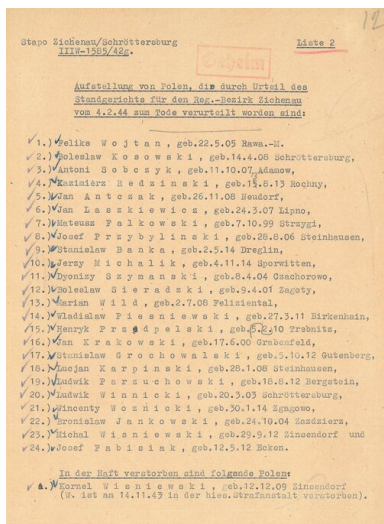 12
Stapo Zichenau/Schröttersburg Liste 2
IIIW-1585/42g.
Geheim
Aufstellung von Polen, die durch Urteil des
Standgerichts für den Reg.-Bezirk Zichenau
vom 4.2.44 zum Tode verurteilt worden sind:
1.) Feliks Wojtan, geb.22.5.05 Rawa.-M.
2.) Boleslaw Kosowski, geb.14.4.08 Schröttersburg,
3.) Antoni Sobczyk, geb.11.10.07 Adamow,
4.) Kazimierz Redzinski, geb.15.8.13 Rochny,
5.) Jan Antczak, geb.26.11.08 Neudorf,
6.) Jan Laszkiewicz, geb.24.3.07 Lipno,
7.) Mateusz Falkowski, geb.7.10.99 Strzygi,
8.) Josef Przybylinski, geb.28.8.06 Steinhausen,
9.) Stanislaw Banka, geb.2.5.14 Dreglin,
10.) Jerzy Michalik, geb.4.11.14 Sporwitten,
11.) Dyonizy Szymanski, geb.8.4.04 Czachorowo,
12.) Boleslaw Sieradzki, geb.9.4.01 Zagoty,
13.) Marian Wild, geb.2.7.08 Feliziental,
14.) Wladislaw Piesniewski, geb.27.3.11 Birkenhain,
15.) Henryk Przedpelski, geb.5.2.10 Trebnitz,
16.) Jan Krakowski, geb.17.6.00 Grabenfeld,
17.) Stanislaw Grochowalski, geb.5.10.12 Gutenberg,
18.) Lucjan Karpinski, geb.28.1.08 Steinhausen,
19.) Ludwik Parzuchowski, geb.18.8.12 Bergstein,
20.) Ludwik Winnicki, geb.20.3.03 Schröttersburg,
21.) Wincenty Woznicki, geb.30.1.14 Zgagowo,
22.) Bronislaw Jankowski, geb.24.10.04 Zazdzierz,
23.) Michal Wisniewski, geb.29.9.12 Zinsendorf und
24.) Josef Fabisiak, geb.12.5.12 Boken.
In der Haft verstorben sind folgende Polen:
a.) Kornel Wisniewski, geb.12.12.09 Zinsendorf
(W. ist am 14.11.43 in der hies.Strafanstalt verstorben).